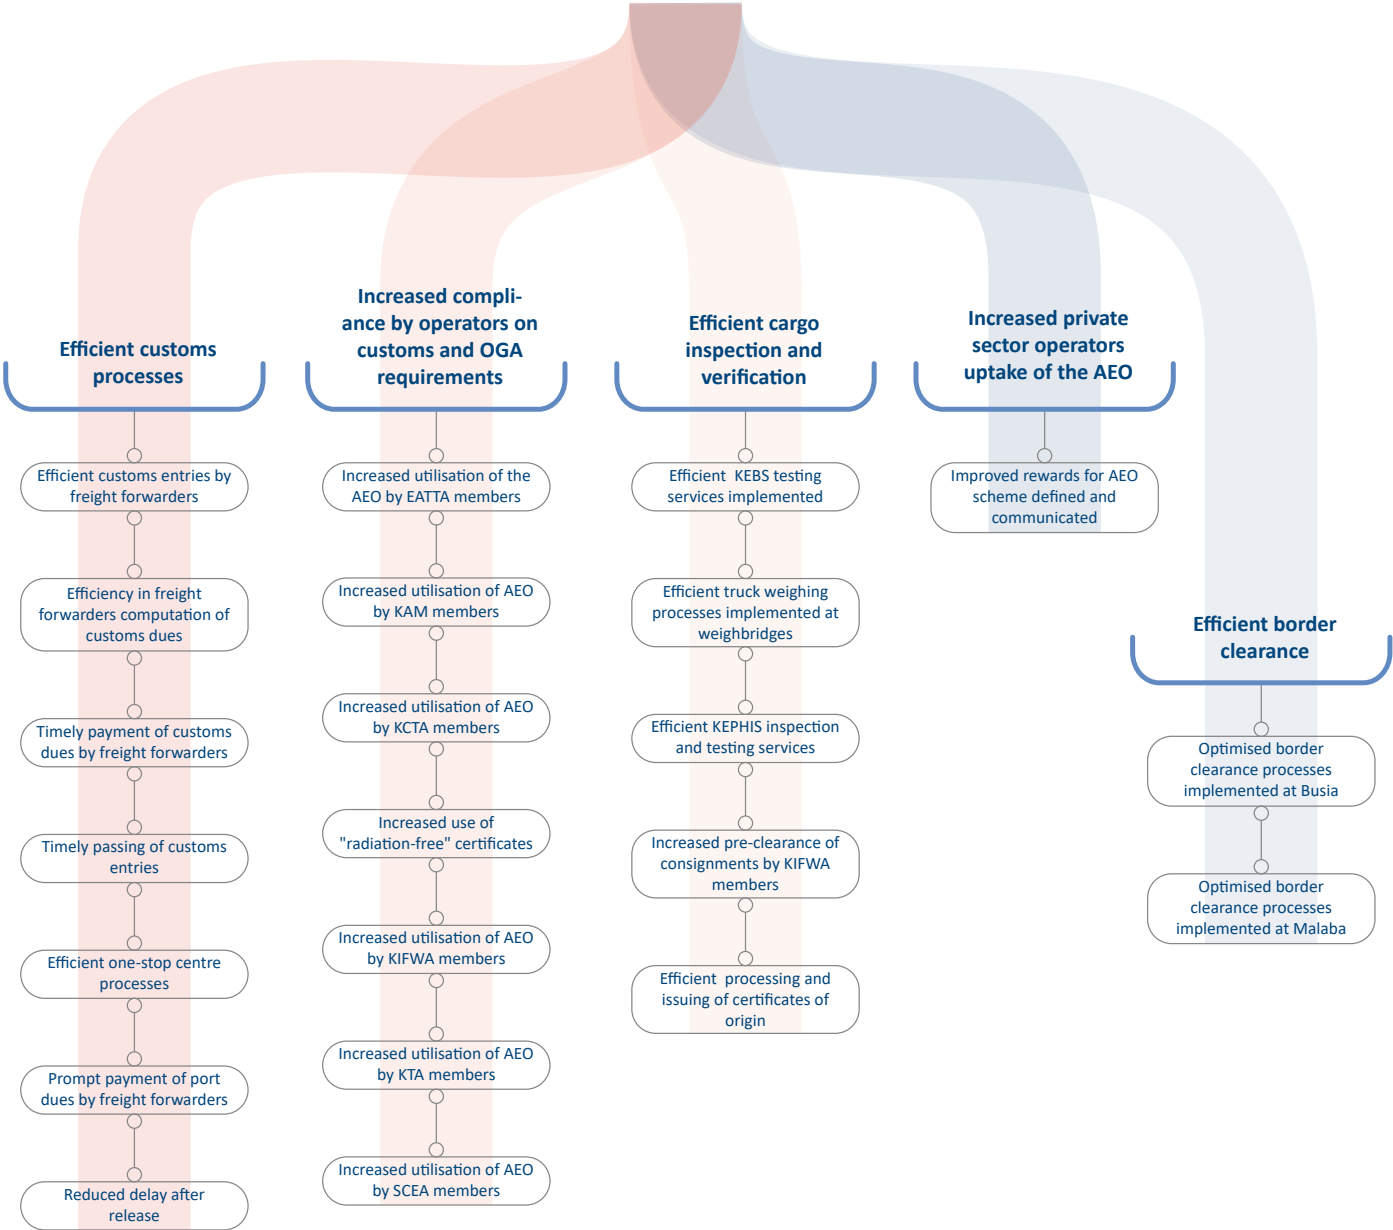 Efficient customs
processes
Efficient customs entries by
freight forwarders
Efficiency in freight
forwarders computation of
customs dues
Timely payment of customs
dues by freight forwarders
Timely passing of customs
entries
Efficient one-stop centre
processes
Prompt payment of port
dues by freight forwarders
Reduced delay after
release
Increased compli-
ance by operators on
customs and OGA
requirements
Increased utilisation of the
AEO by EATTA members
Increased utilisation of AEO
by KAM members
Increased utilisation of AEO
by KCTA members
Increased use of
"radiation-free" certificates
Increased utilisation of AEO
by KIFWA members
Increased utilisation of AEO
by KTA members
Increased utilisation of AEO
by SCEA members
Efficient cargo
inspection and
verification
Efficient  KEBS testing
services implemented
Efficient truck weighing
processes implemented at
weighbridges
Efficient KEPHIS inspection
and testing services
Increased pre-clearance of
consignments by KIFWA
members
Efficient  processing and
issuing of certificates of
origin
Increased private
sector operators
uptake of the AEO
Improved rewards for AEO
scheme defined and
communicated
Efficient border
clearance
Optimised border
clearance processes
implemented at Busia
Optimised border
clearance processes
implemented at Malaba